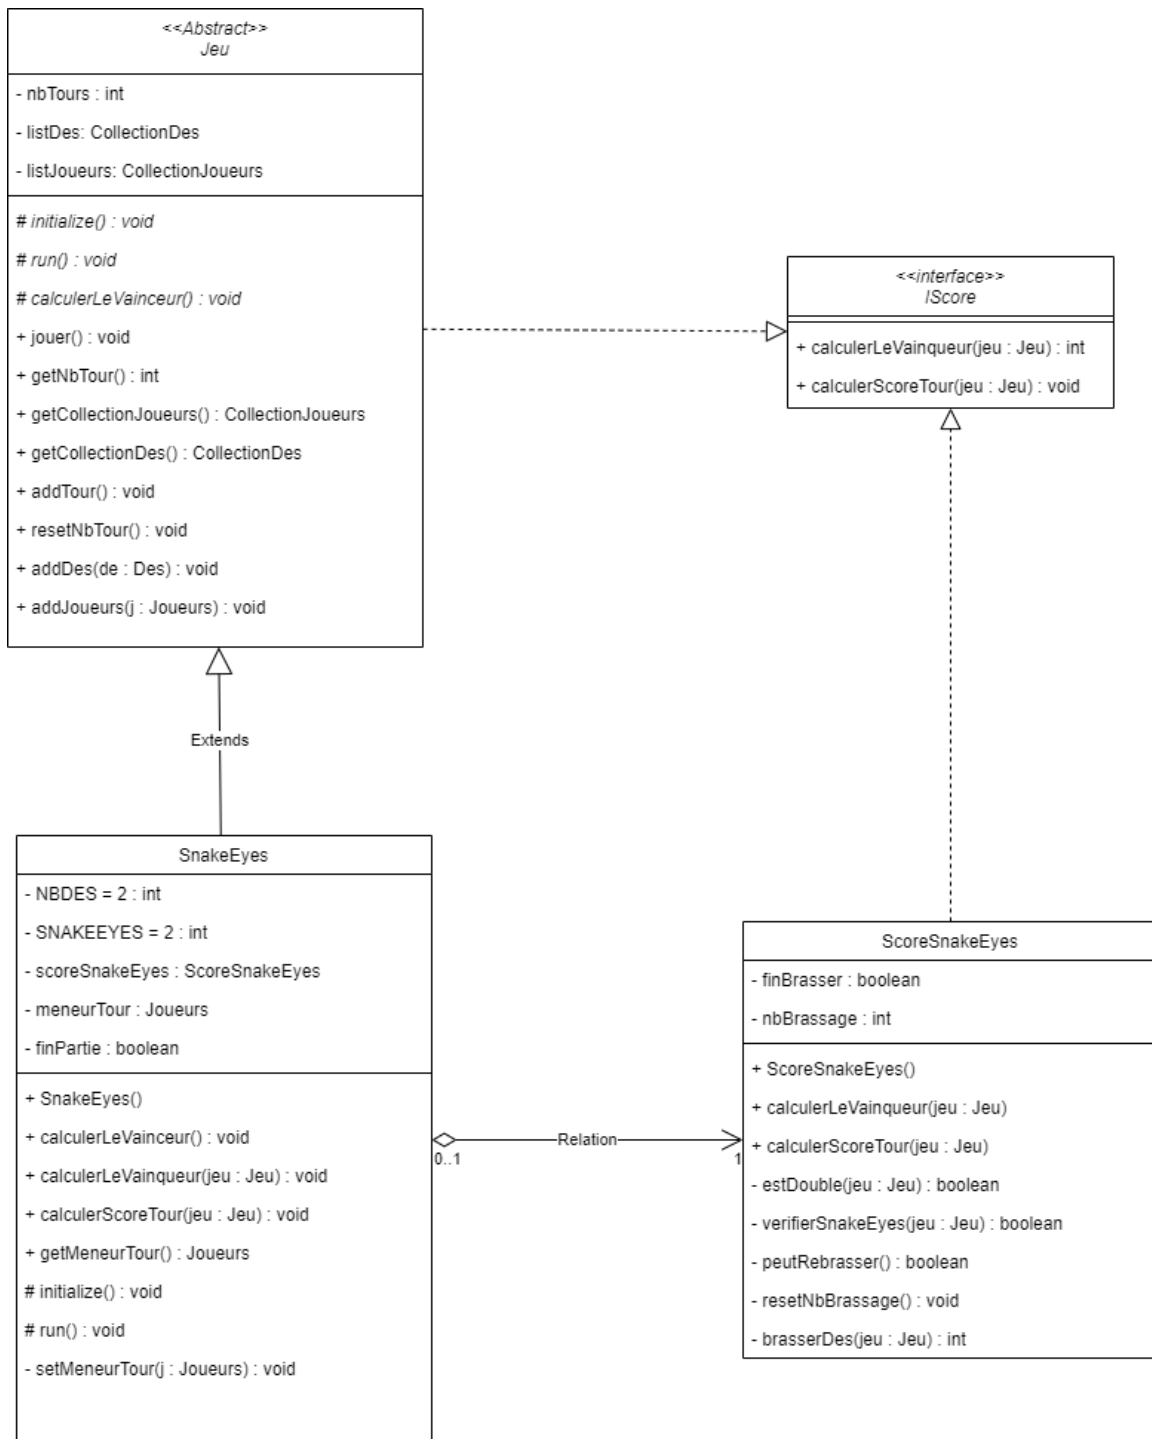 <<Abstract>>
Jeu
- nbTours : int
- listDes: CollectionDes
- listJoueurs: CollectionJoueurs
# initialize() : void
# run() : void
# calculerLeVainceur() : void
+ jouer() : void
+ getNbTour() : int
+ getCollectionJoueurs() : CollectionJoueurs
+ getCollectionDes() : CollectionDes
+ addTour() : void
+ resetNbTour() : void
+ addDes(de : Des) : void
+ addJoueurs(j : Joueurs) : void
<<interface>>
IScore
+ calculerLeVainqueur(jeu : Jeu) : int
+ calculerScoreTour(jeu : Jeu) : void
Extends
SnakeEyes
- NBDES = 2 : int
- SNAKEEYES = 2 : int
- scoreSnakeEyes : ScoreSnakeEyes
- meneurTour : Joueurs
- finPartie : boolean
+ SnakeEyes()
+ calculerLeVainceur() : void
+ calculerLeVainqueur(jeu : Jeu) : void
+ calculerScoreTour(jeu : Jeu) : void
+ getMeneurTour() : Joueurs
# initialize() : void
# run() : void
- setMeneurTour(j : Joueurs) : void
Relation
0..1
1
ScoreSnakeEyes
- finBrasser : boolean
- nbBrassage : int
+ ScoreSnakeEyes()
+ calculerLeVainqueur(jeu : Jeu)
+ calculerScoreTour(jeu : Jeu)
- estDouble(jeu : Jeu) : boolean
- verifierSnakeEyes(jeu : Jeu) : boolean
- peutRebrasser() : boolean
- resetNbBrassage() : void
- brasserDes(jeu : Jeu) : int